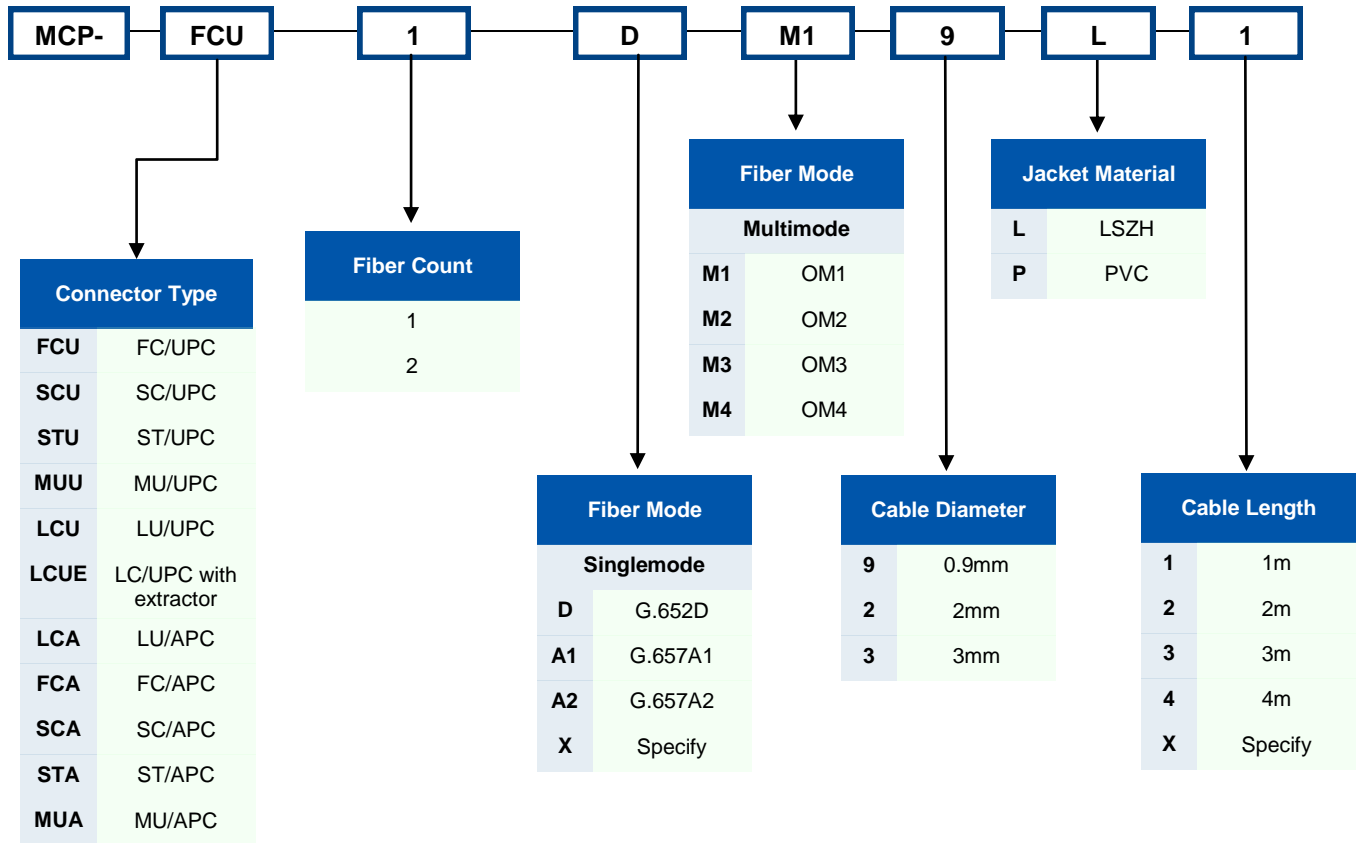 MCP- FCU 1 D M1 9 L 1
Connector Type
FCU FC/UPC
SCU SC/UPC
STU ST/UPC
MUU MU/UPC
LCU LU/UPC
LCUE LC/UPC with
extractor
LCA LU/APC
FCA FC/APC
SCA SC/APC
STA ST/APC
MUA MU/APC
Fiber Count
1
2
Fiber Mode
Singlemode
D G.652D
A1 G.657A1
A2 G.657A2
X Specify
Fiber Mode
Multimode
M1 OM1
M2 OM2
M3 OM3
M4 OM4
Cable Diameter
9 0.9mm
2 2mm
3 3mm
Jacket Material
L LSZH
P PVC
Cable Length
1 1m
2 2m
3 3m
4 4m
X Specify